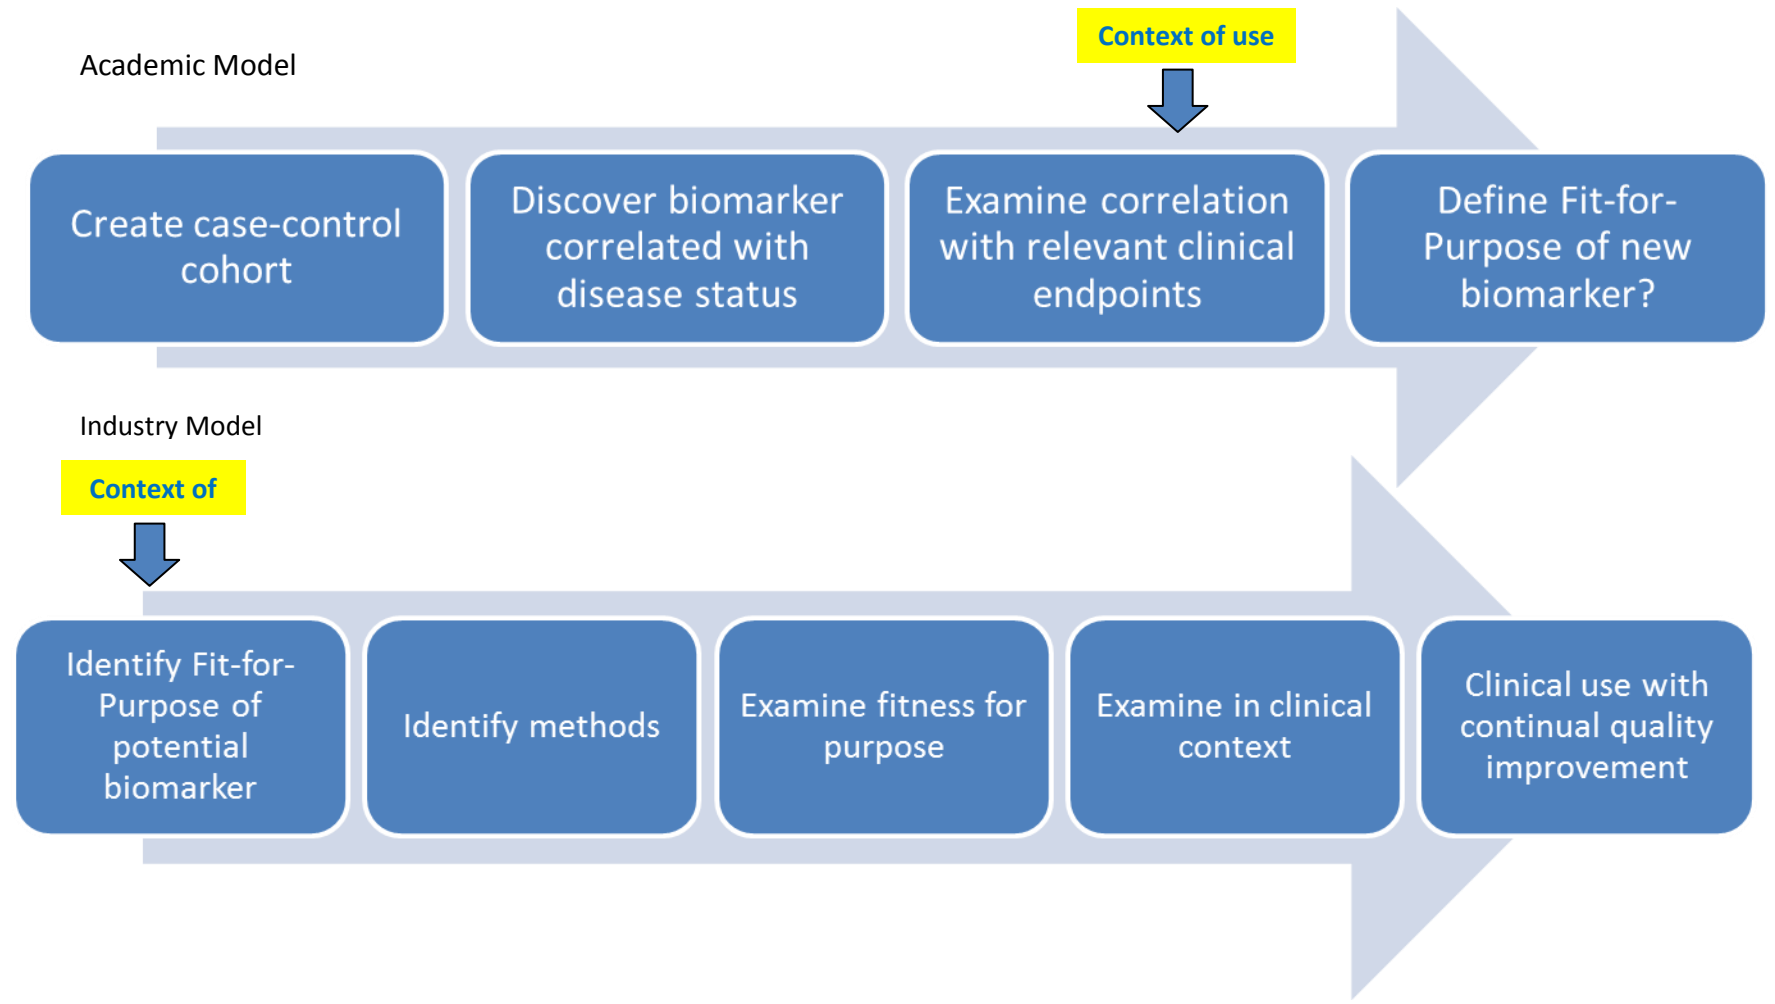 Academic Model
Context of use
Create case-control
cohort
Discover biomarker
correlated with
disease status
Examine correlation
with relevant clinical
endpoints
Define Fit-for-
Purpose of new
biomarker?
Industry Model
Context of
Identify Fit-for-
Purpose of
potential
biomarker
Identify methods
Examine fitness for
purpose
Examine in clinical
context
Clinical use with
continual quality
improvement